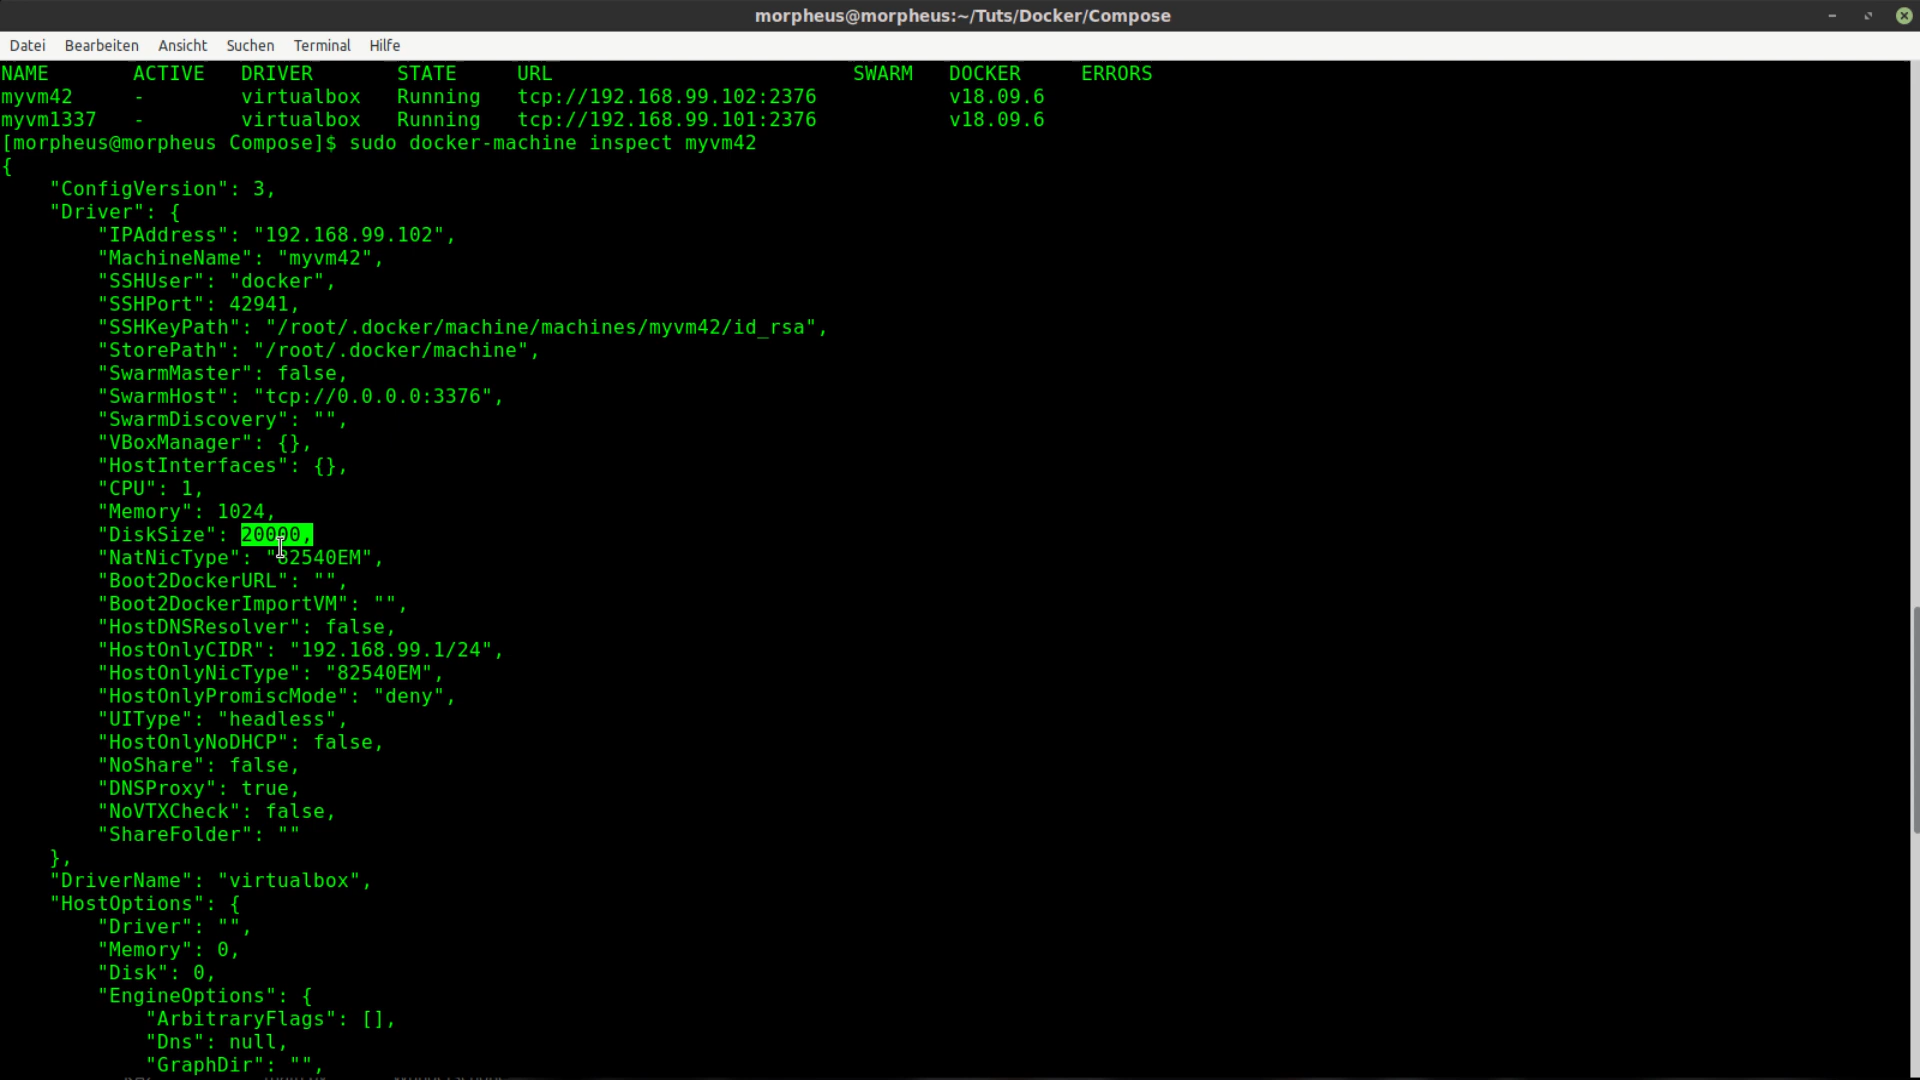 morpheus@morpheus:~/Tuts/Docker/Compose
Datei Bearbeiten Ansicht Suchen Terminal Hilfe
NAME ACTIVE DRIVER STATE URL SWARM DOCKER ERRORS
myvm42 - virtualbox Running tcp://192.168.99.102:2376 v18.09.6
myvm1337 - virtualbox Running tcp://192.168.99.101:2376 v18.09.6
[morpheus@morpheus Compose]$ sudo docker-machine inspect myvm42
{
    "ConfigVersion": 3,
    "Driver": {
        "IPAddress": "192.168.99.102",
        "MachineName": "myvm42",
        "SSHUser": "docker",
        "SSHPort": 42941,
        "SSHKeyPath": "/root/.docker/machine/machines/myvm42/id_rsa",
        "StorePath": "/root/.docker/machine",
        "SwarmMaster": false,
        "SwarmHost": "tcp://0.0.0.0:3376",
        "SwarmDiscovery": "",
        "VBoxManager": {},
        "HostInterfaces": {},
        "CPU": 1,
        "Memory": 1024,
        "DiskSize": 20000,
        "NatNicType": "82540EM",
        "Boot2DockerURL": "",
        "Boot2DockerImportVM": "",
        "HostDNSResolver": false,
        "HostOnlyCIDR": "192.168.99.1/24",
        "HostOnlyNicType": "82540EM",
        "HostOnlyPromiscMode": "deny",
        "UIType": "headless",
        "HostOnlyNoDHCP": false,
        "NoShare": false,
        "DNSProxy": true,
        "NoVTXCheck": false,
        "ShareFolder": ""
    },
    "DriverName": "virtualbox",
    "HostOptions": {
        "Driver": "",
        "Memory": 0,
        "Disk": 0,
        "EngineOptions": {
            "ArbitraryFlags": [],
            "Dns": null,
            "GraphDir": "",